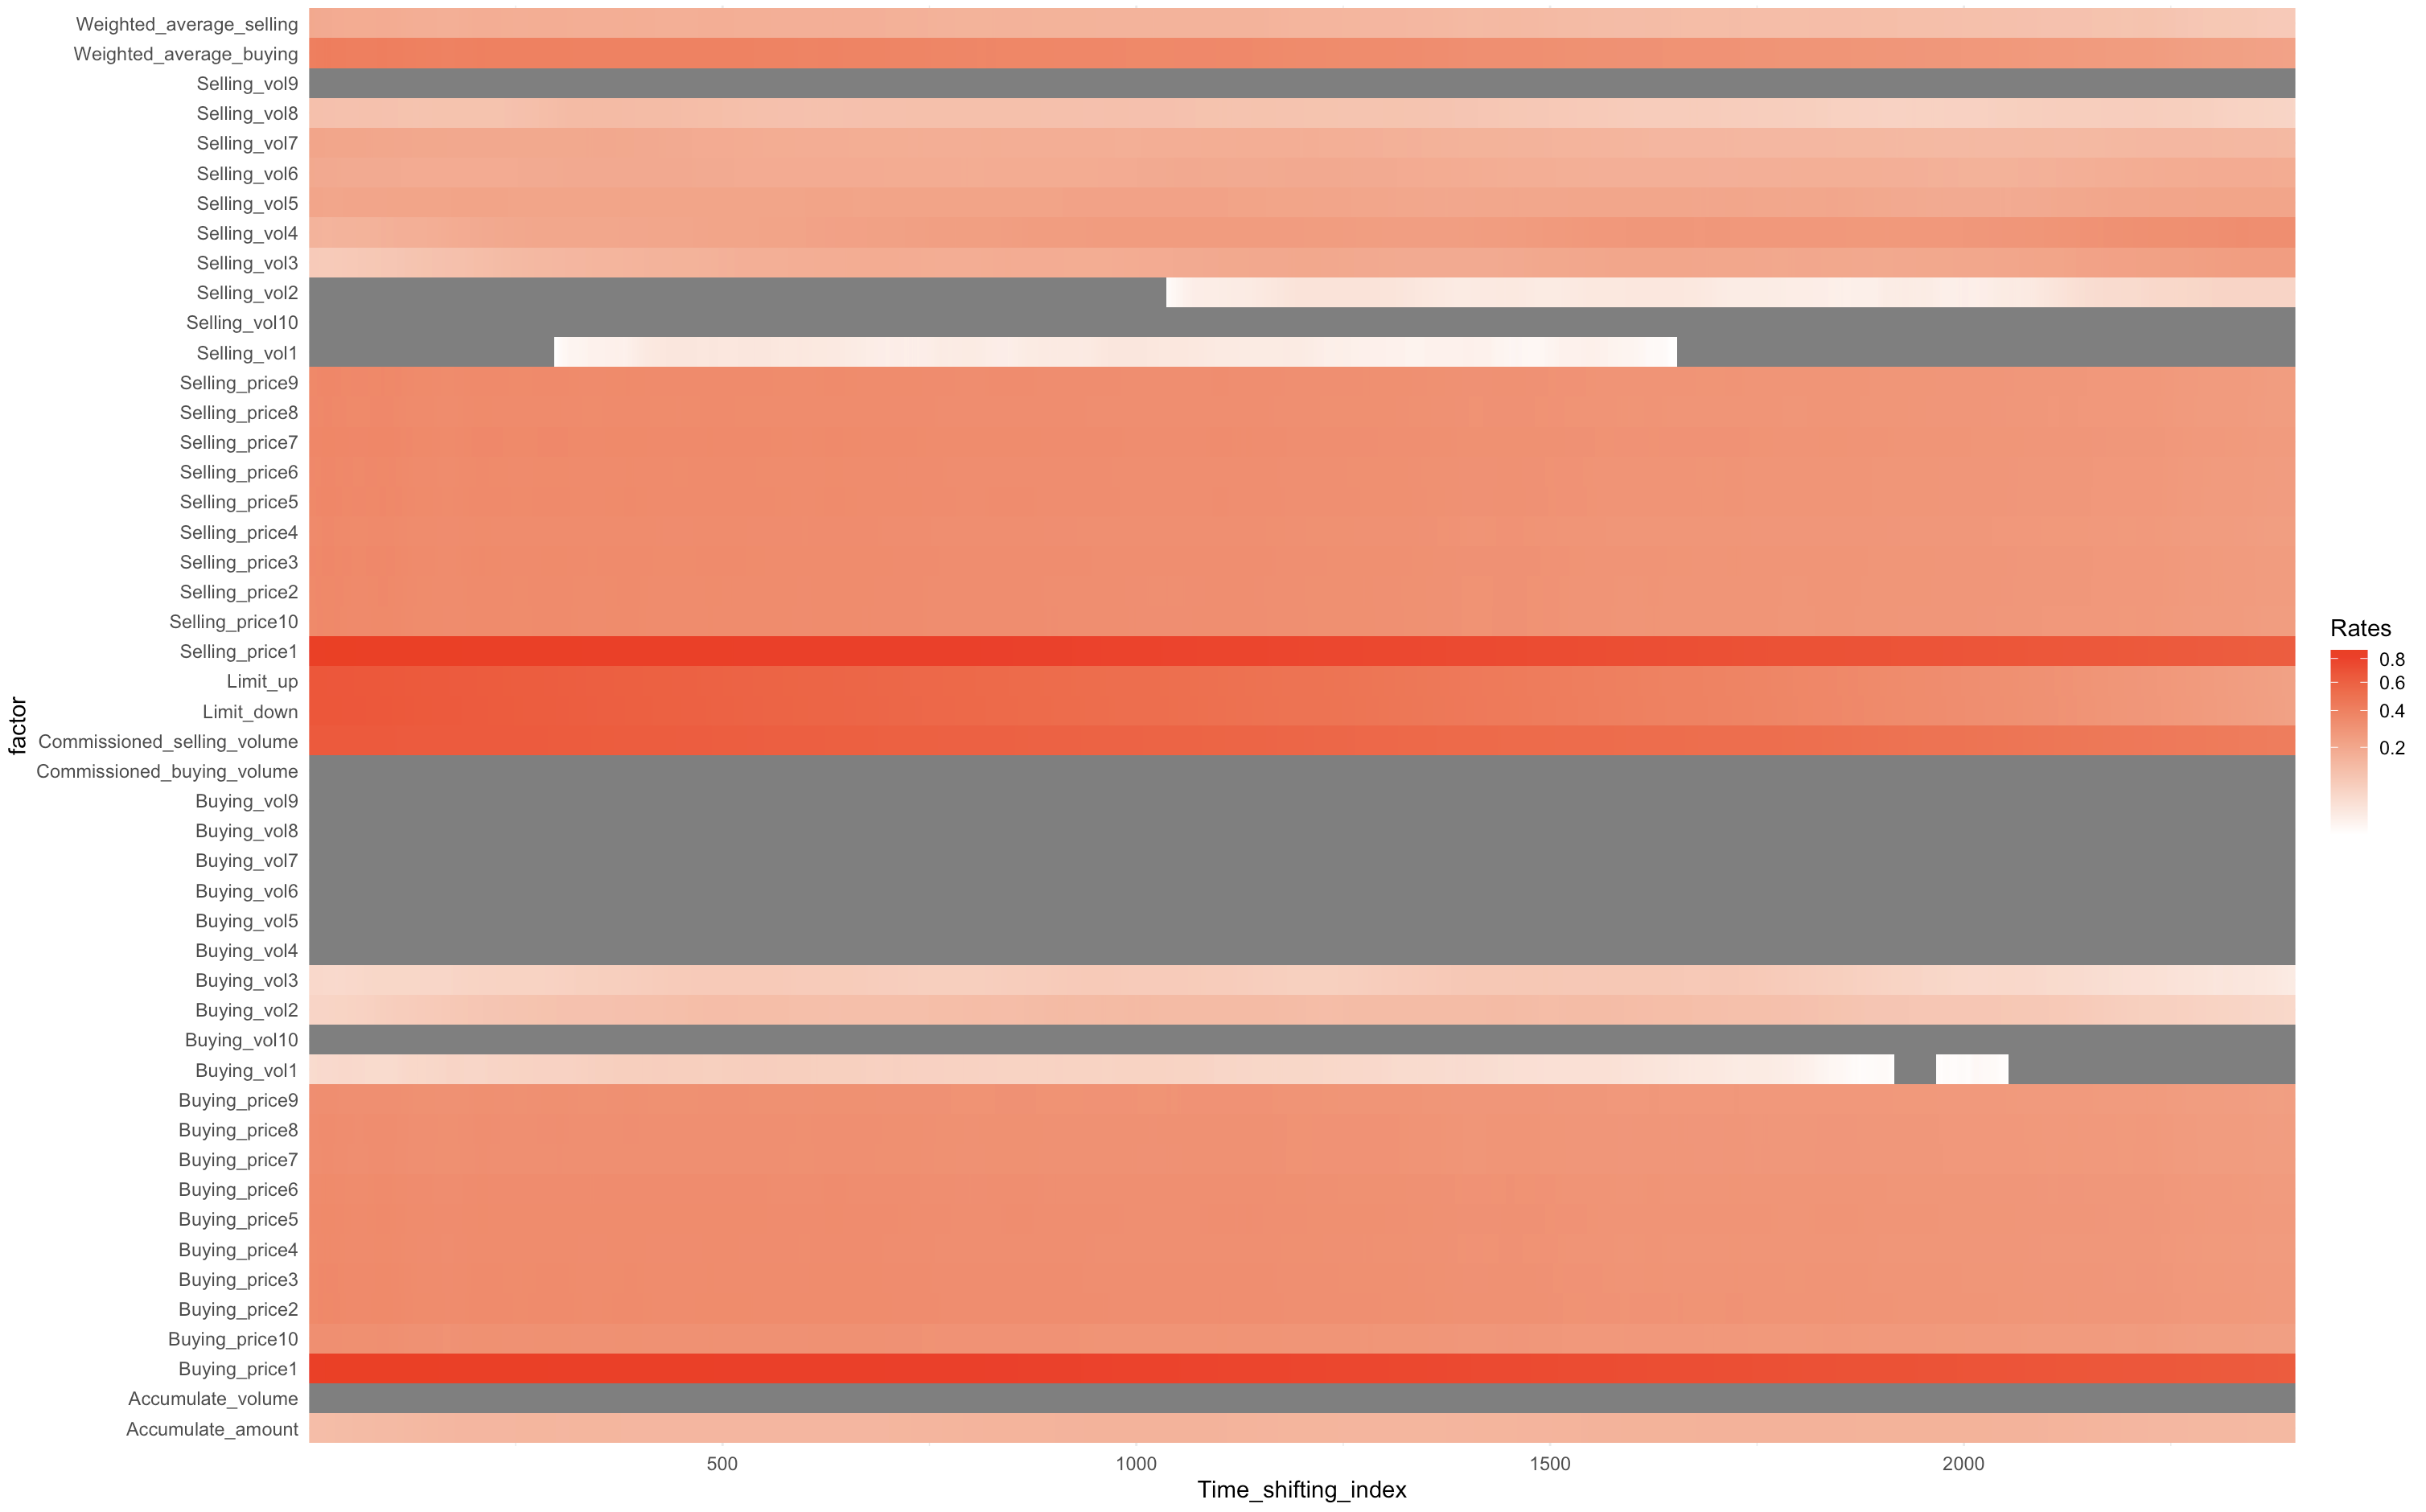 Weighted_average_selling
Weighted_average_buying
Selling_vol9
Selling_vol8
Selling_vol7
Selling_vol6
Selling_vol5
Selling_vol4
Selling_vol3
Selling_vol2
Selling_vol10
Selling_vol1
Selling_price9
Selling_price8
Selling_price7
Selling_price6
Selling_price5
Selling_price4
Selling_price3
Selling_price2
Selling_price10
Selling_price1
Limit_up
Limit_down
Commissioned_selling_volume
Commissioned_buying_volume
Buying_vol9
Buying_vol8
Buying_vol7
Buying_vol6
Buying_vol5
Buying_vol4
Buying_vol3
Buying_vol2
Buying_vol10
Buying_vol1
Buying_price9
Buying_price8
Buying_price7
Buying_price6
Buying_price5
Buying_price4
Buying_price3
Buying_price2
Buying_price10
Buying_price1
Accumulate_volume
Accumulate_amount
factor
500 1000 1500 2000
Time_shifting_index
Rates
0.8
0.6
0.4
0.2